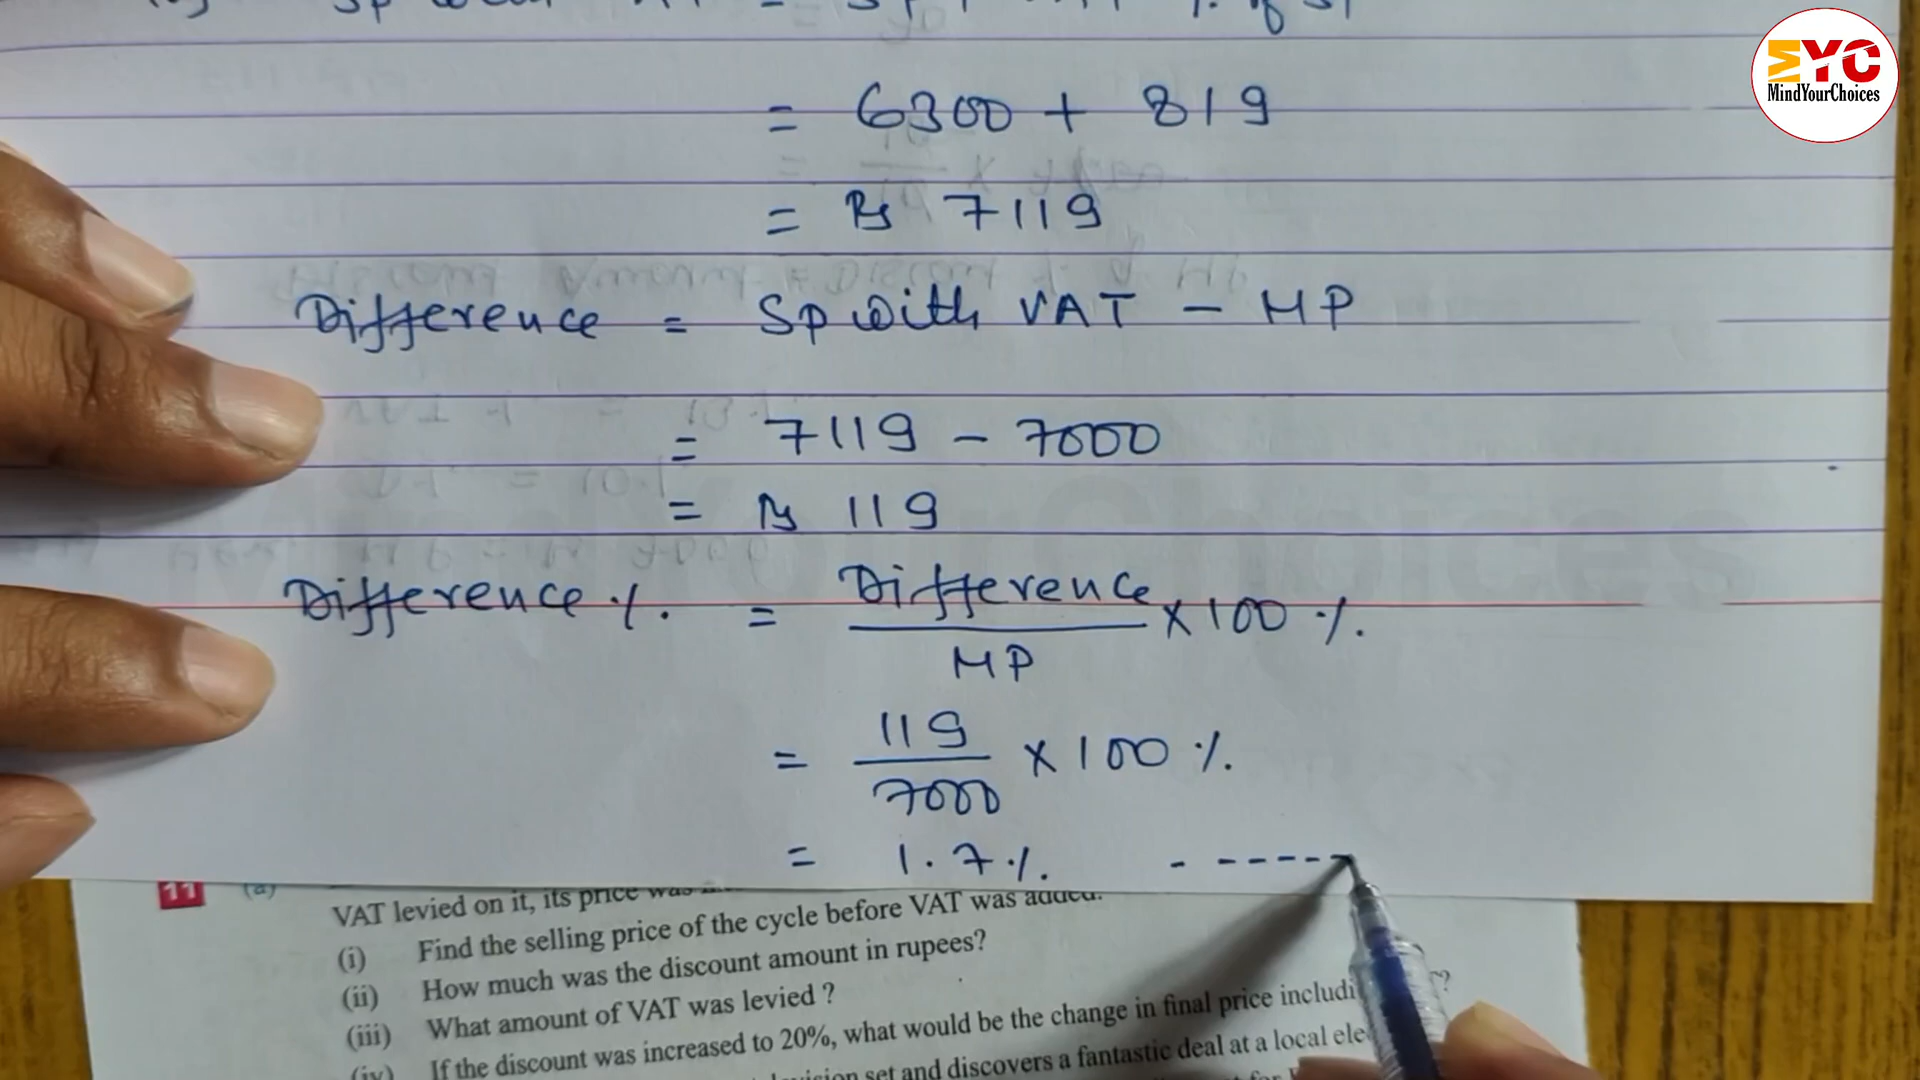 MYC
MindYourChoices
= 6300 + 819
= Rs 7119
Difference = SP with VAT - MP
= 7119 - 7000
= Rs 119
Difference % = Difference / MP × 100 %
= 119 / 7000 × 100 %
= 1.7 % - - - - - -
11 (a)
VAT levied on it, its price was
(i) Find the selling price of the cycle before VAT was added.
(ii) How much was the discount amount in rupees?
(iii) What amount of VAT was levied ?
(iv) If the discount was increased to 20%, what would be the change in final price includi T?
set and discovers a fantastic deal at a local ele